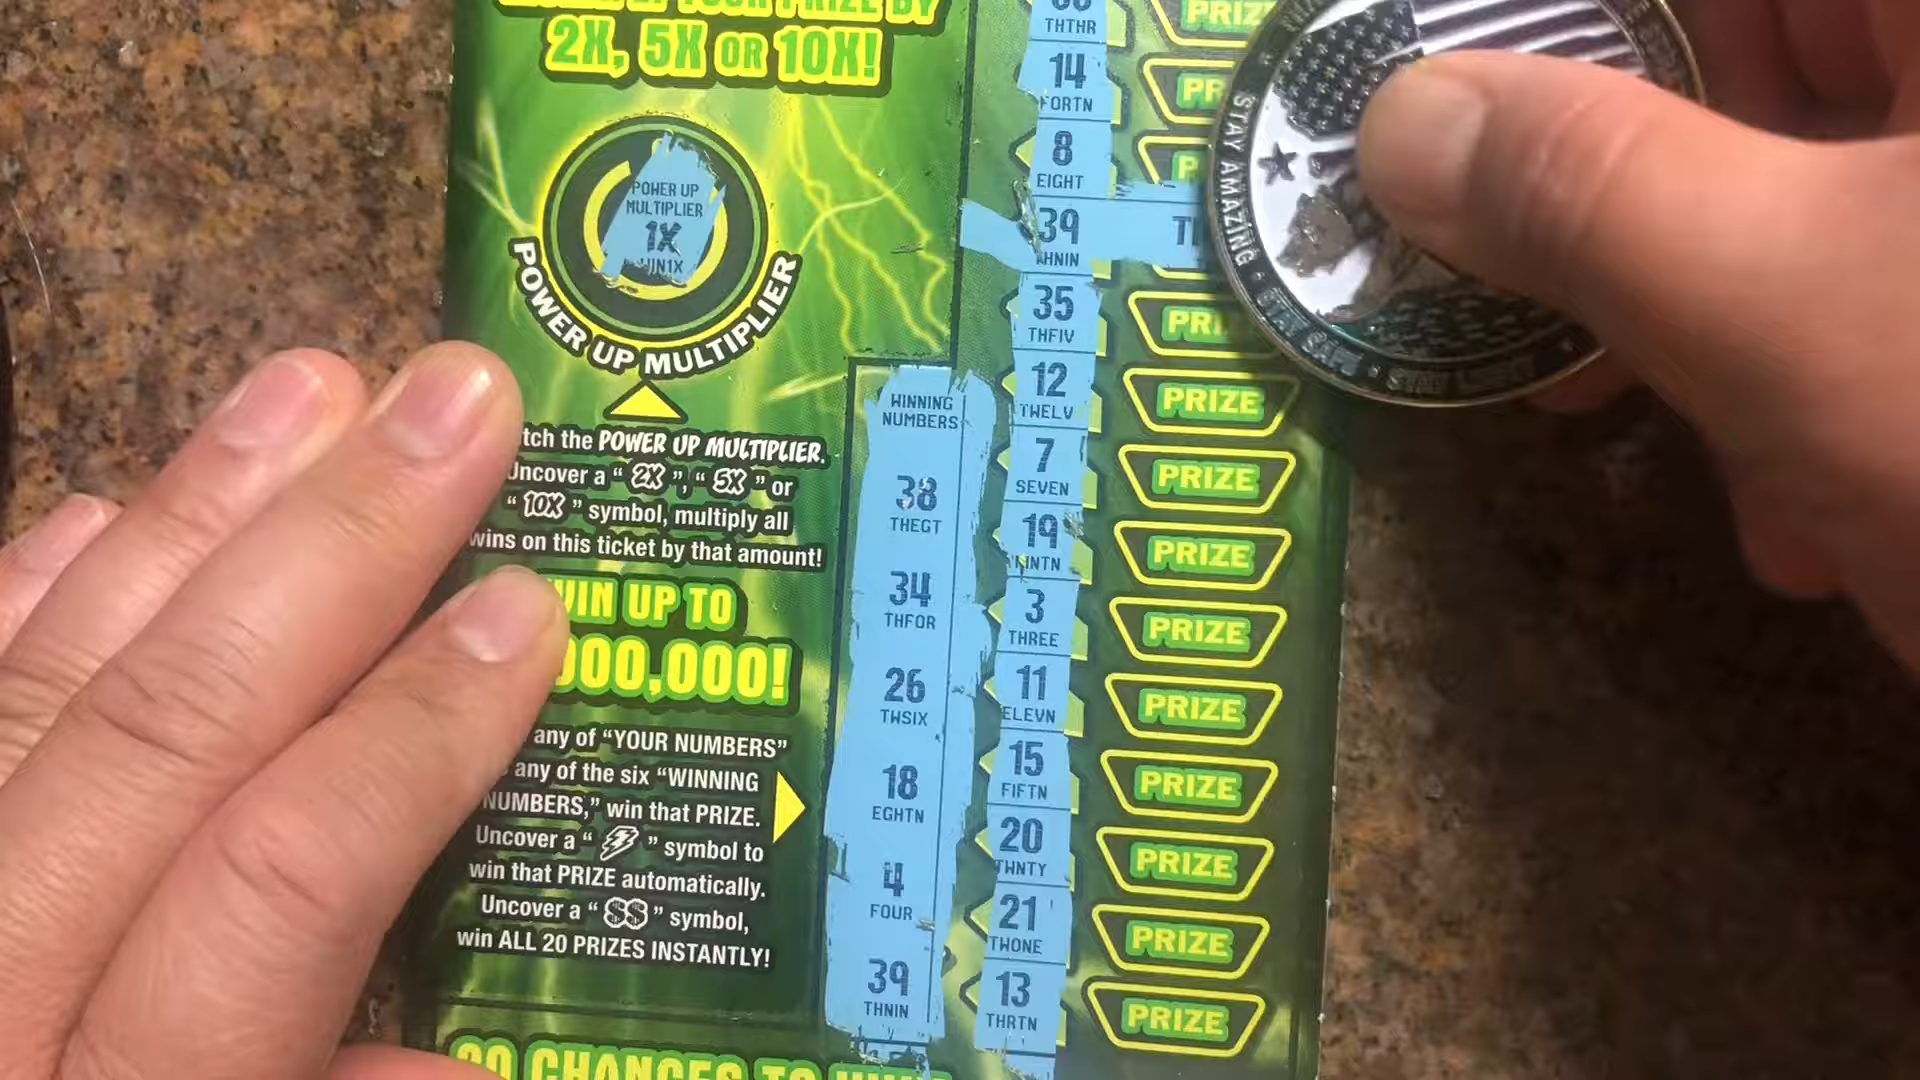 2X, 5X OR 10X!
POWER UP
MULTIPLIER
1X
WIN1X
POWER UP MULTIPLIER
the POWER UP MULTIPLIER.
Uncover a " 2X ", " 5X " or
" 10X " symbol, multiply all
wins on this ticket by that amount!
WIN UP TO
000,000!
any of "YOUR NUMBERS"
any of the six "WINNING
NUMBERS," win that PRIZE.
Uncover a " " symbol to
win that PRIZE automatically.
Uncover a " $$ " symbol,
win ALL 20 PRIZES INSTANTLY!
WINNING
NUMBERS
38
THEGT
34
THFOR
26
TWSIX
18
EGHTN
4
FOUR
39
THNIN
THTHR
14
FORTN
8
EIGHT
39
THNIN
35
THFIV
12
TWELV
PRIZE
7
SEVEN
PRIZE
19
NINTN
PRIZE
3
THREE
PRIZE
11
ELEVN
PRIZE
15
FIFTN
PRIZE
20
TWNTY
PRIZE
21
TWONE
PRIZE
13
THRTN
PRIZE
CHANCES TO
STAY AMAZING • STAY SAFE •